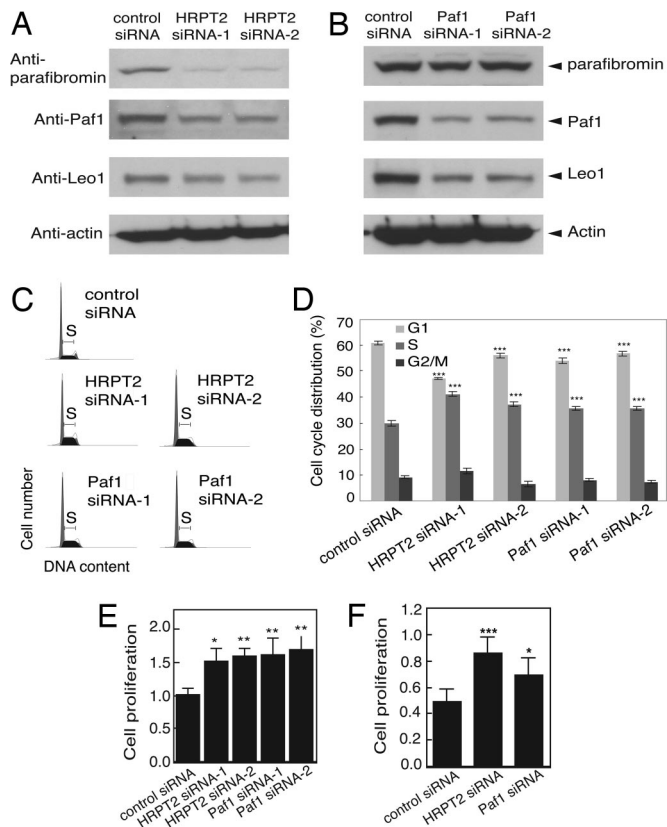 A
control siRNA
HRPT2 siRNA-1
HRPT2 siRNA-2
Anti-parafibromin
Anti-Paf1
Anti-Leo1
Anti-actin
B
control siRNA
Paf1 siRNA-1
Paf1 siRNA-2
parafibromin
Paf1
Leo1
Actin
C
control
siRNA
S
HRPT2
siRNA-1
S
HRPT2
siRNA-2
S
Paf1
siRNA-1
S
Paf1
siRNA-2
S
Cell number
DNA content
D
Cell cycle distribution (%)
70
60
50
40
30
20
10
0
G1
S
G2/M
***
***
***
***
***
***
***
***
control siRNA
HRPT2 siRNA-1
HRPT2 siRNA-2
Paf1 siRNA-1
Paf1 siRNA-2
E
Cell proliferation
2.0
1.5
1.0
0.5
0.0
*
**
**
**
control siRNA
HRPT2 siRNA-1
HRPT2 siRNA-2
Paf1 siRNA-1
Paf1 siRNA-2
F
Cell proliferation
1.2
1.0
0.8
0.6
0.4
0.2
0.0
***
*
control siRNA
HRPT2 siRNA
Paf1 siRNA